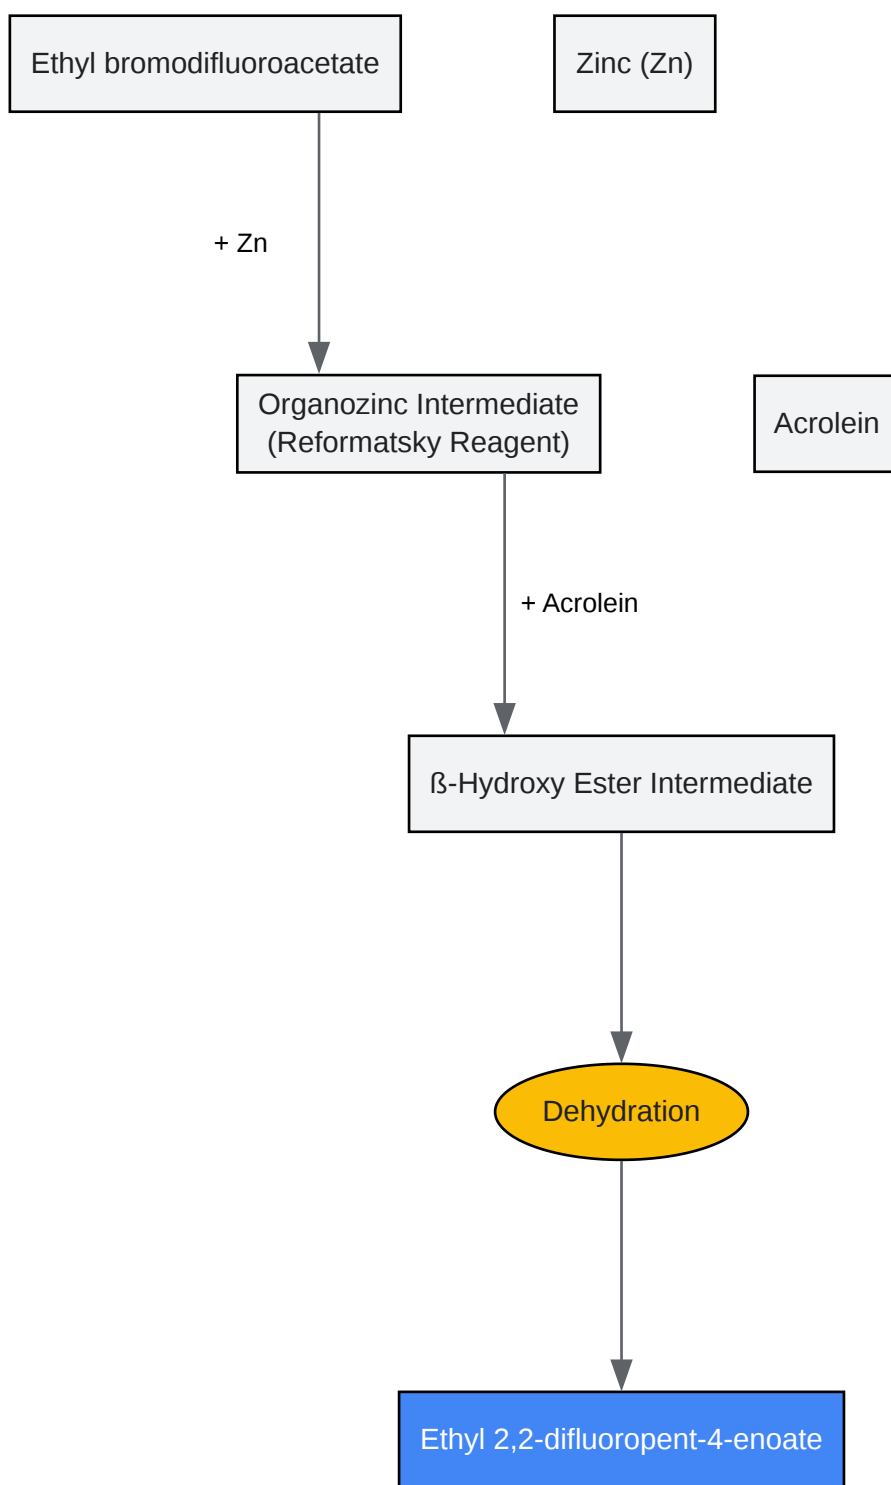 Ethyl bromodifluoroacetate
Zinc (Zn)
+ Zn
Organozinc Intermediate
(Reformatsky Reagent)
Acrolein
+ Acrolein
ß-Hydroxy Ester Intermediate
Dehydration
Ethyl 2,2-difluoropent-4-enoate